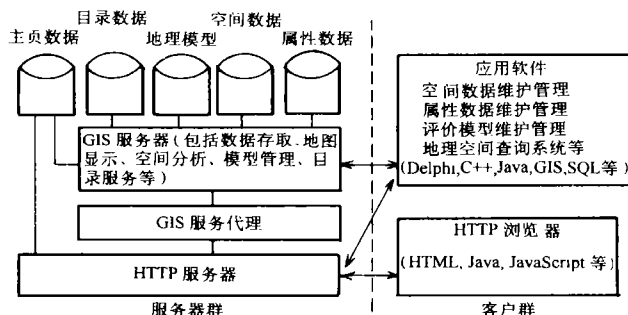 目录数据
空间数据
主页数据
地理模型
属性数据
GIS 服务器(包括数据存取、地图
显示、空间分析、模型管理、目
录服务等)
GIS 服务代理
HTTP 服务器
服务器群
应用软件
空间数据维护管理
属性数据维护管理
评价模型维护管理
地理空间查询系统等
(Delphi,C++,Java,GIS,SQL等)
HTTP 浏览器
(HTML, Java, JavaScript 等)
客户群